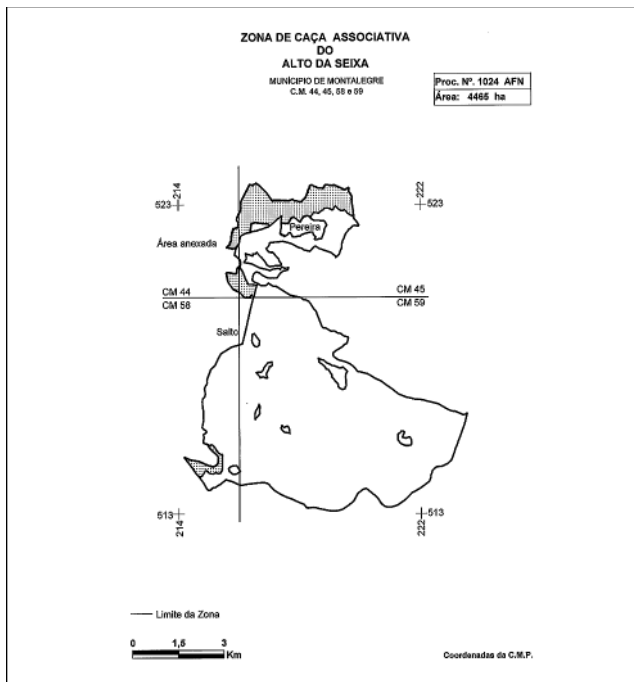 ZONA DE CAÇA ASSOCIATIVA
DO
ALTO DA SEIXA
MUNÍCIPIO DE MONTALEGRE
C.M. 44, 45, 58 e 59
Proc. Nº. 1024 AFN
Área: 4465 ha
214
222
523
523
Pereira
Área anexada
CM 44
CM 45
CM 58
CM 59
Salto
513
513
214
222
Limite da Zona
0 1,5 3
Km
Coordenadas da C.M.P.